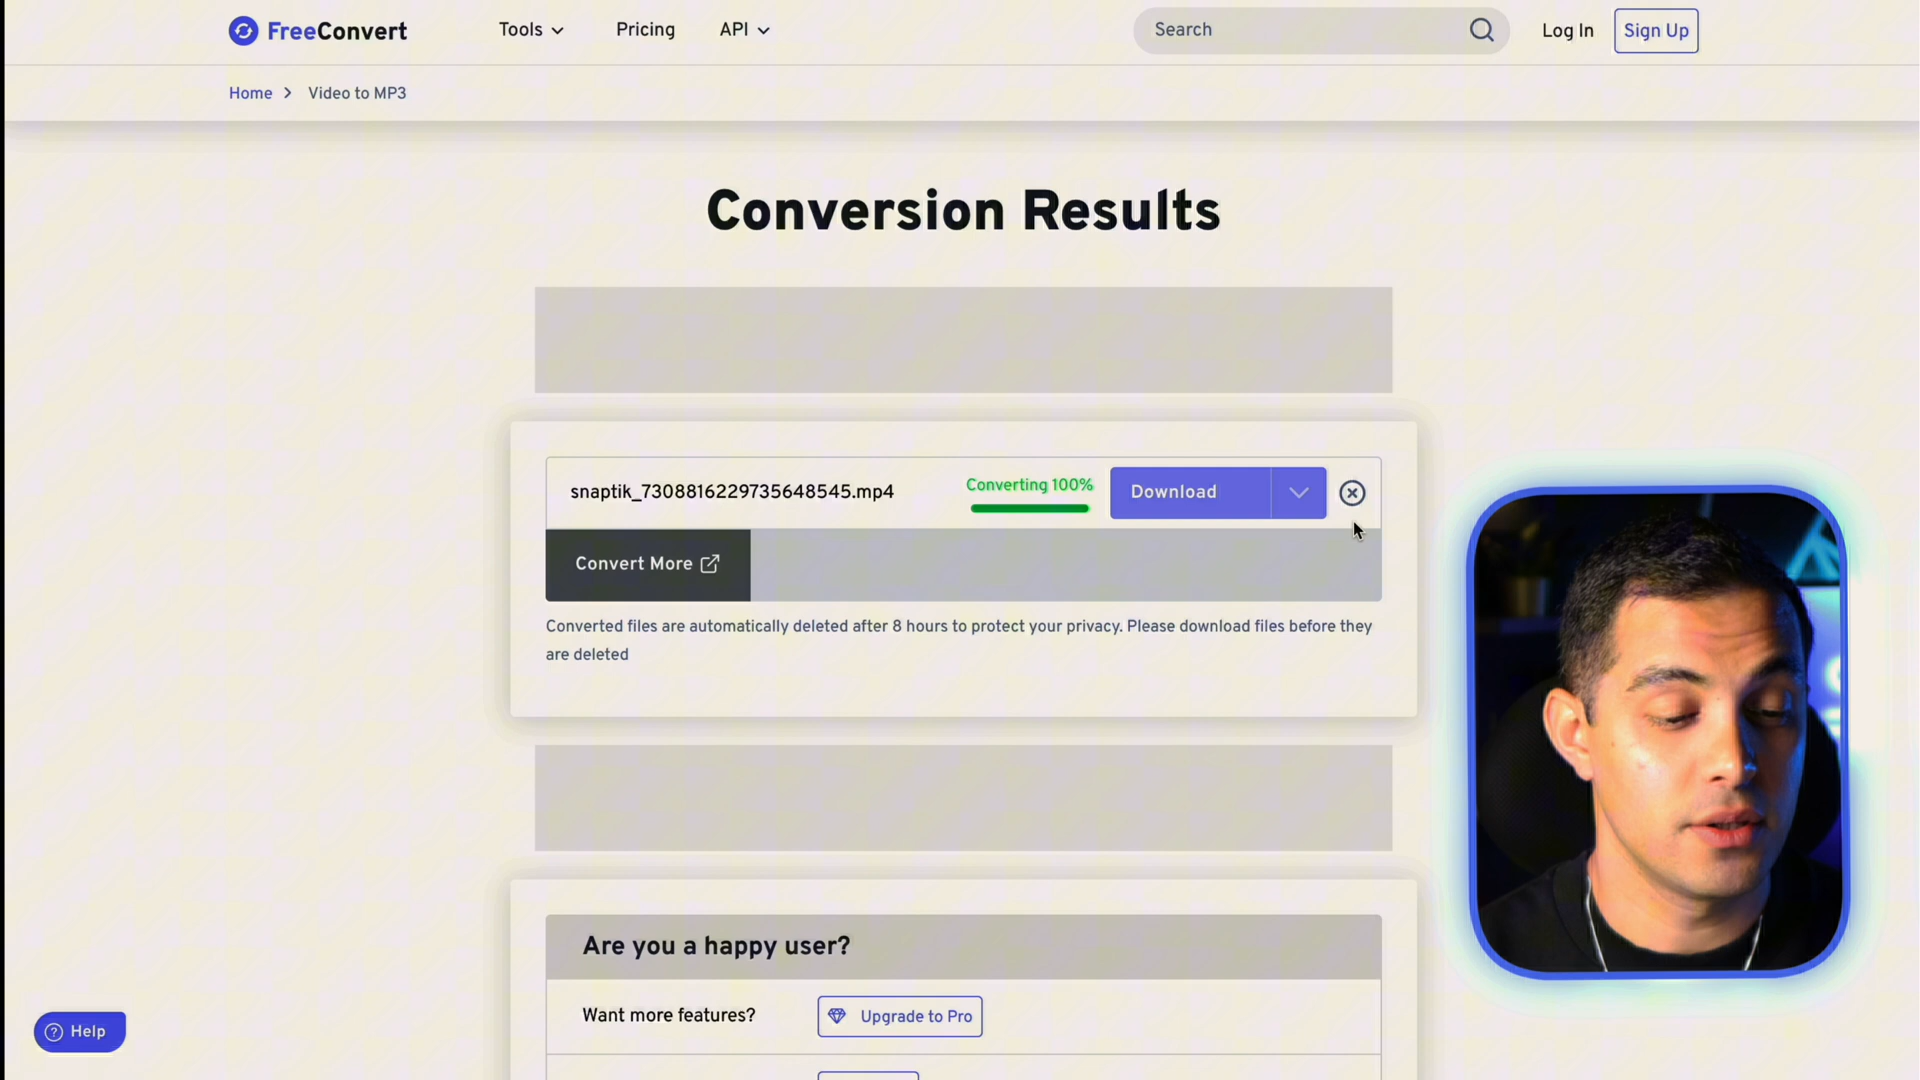 FreeConvert
Tools
Pricing
API
Search
Log In
Sign Up
Home > Video to MP3
Conversion Results
snaptik_7308816229735648545.mp4
Converting 100%
Download
Convert More
Converted files are automatically deleted after 8 hours to protect your privacy. Please download files before they
are deleted
Are you a happy user?
Want more features?
Upgrade to Pro
Help